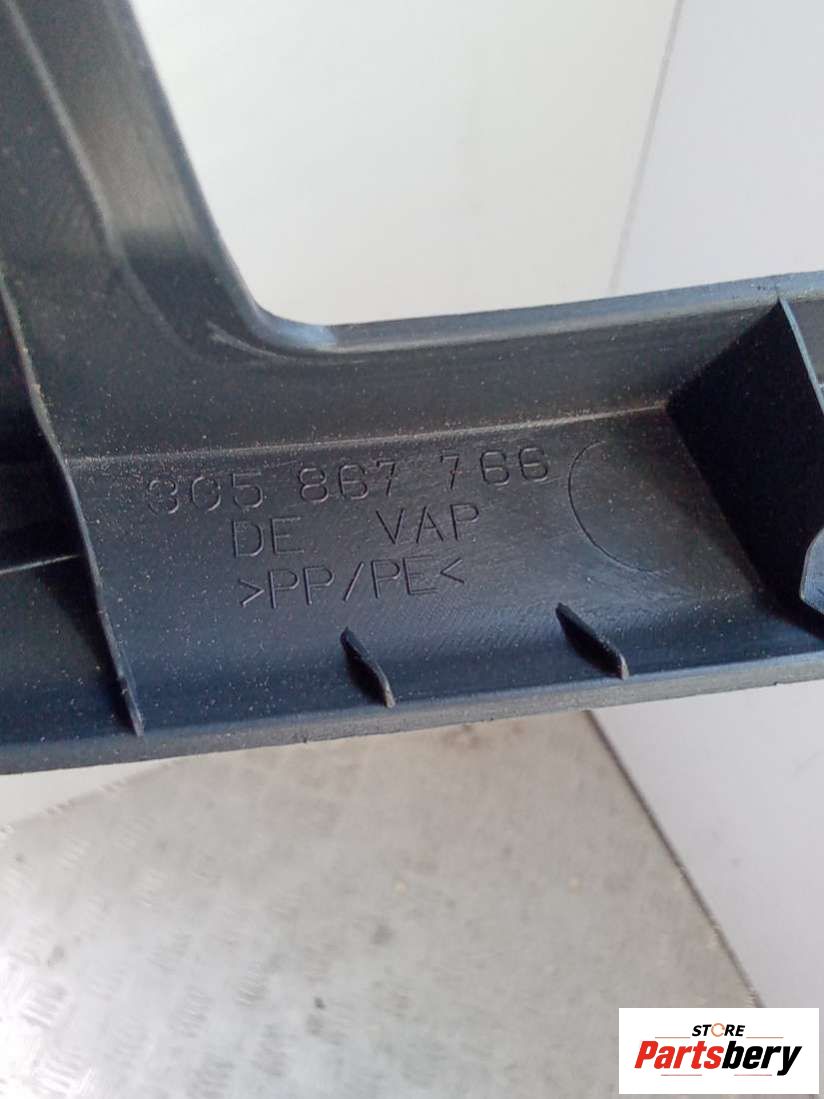 3C5 867 766
DE VAP
>PP/PE<
STORE
Partsbery